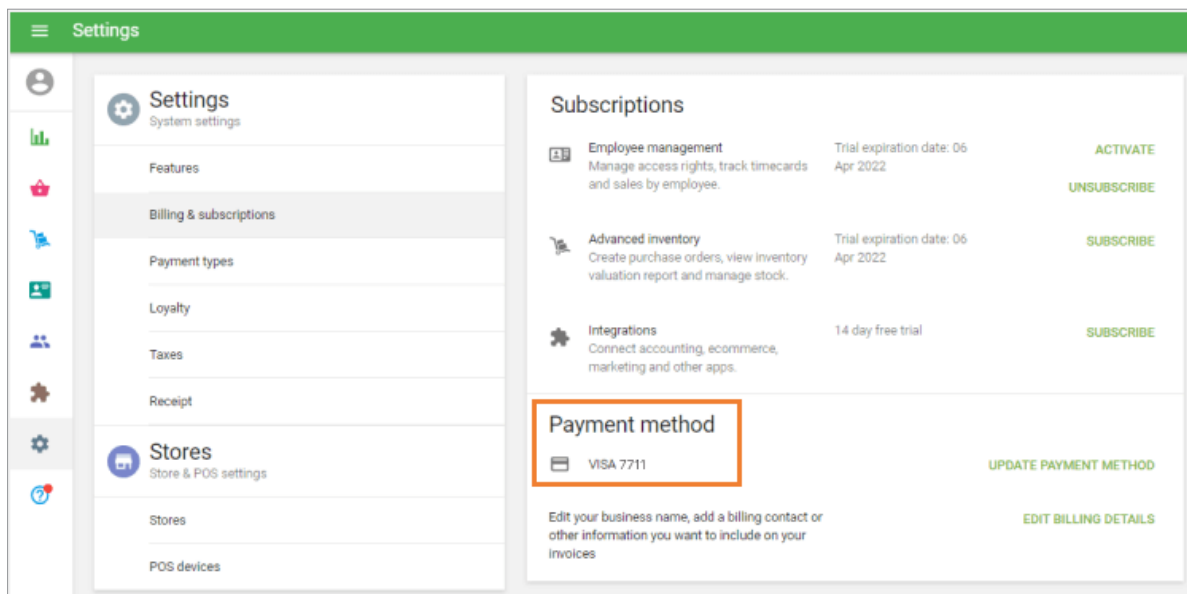 Settings
Settings
System settings
Features
Billing & subscriptions
Payment types
Loyalty
Taxes
Receipt
Stores
Store & POS settings
Stores
POS devices
Subscriptions
Employee management
Manage access rights, track timecards
and sales by employee.
Trial expiration date: 06
Apr 2022
ACTIVATE
UNSUBSCRIBE
Advanced inventory
Create purchase orders, view inventory
valuation report and manage stock.
Trial expiration date: 06
Apr 2022
SUBSCRIBE
Integrations
Connect accounting, ecommerce,
marketing and other apps.
14 day free trial
SUBSCRIBE
Payment method
VISA 7711
UPDATE PAYMENT METHOD
Edit your business name, add a billing contact or
other information you want to include on your
invoices
EDIT BILLING DETAILS